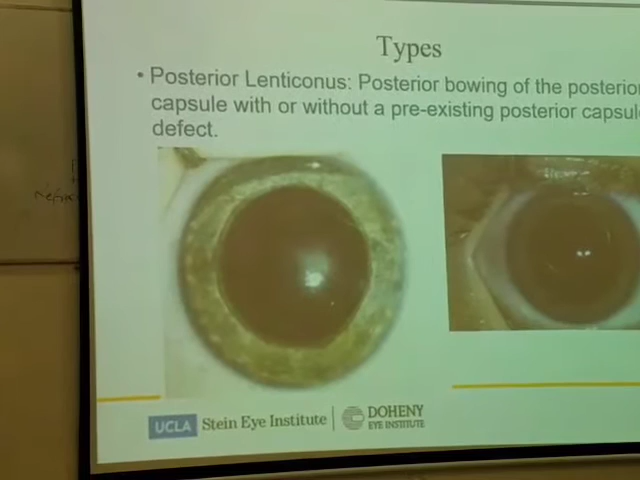 Types
• Posterior Lenticonus: Posterior bowing of the posterior
capsule with or without a pre-existing posterior capsul
defect.
UCLA Stein Eye Institute | DOHENY
EYE INSTITUTE